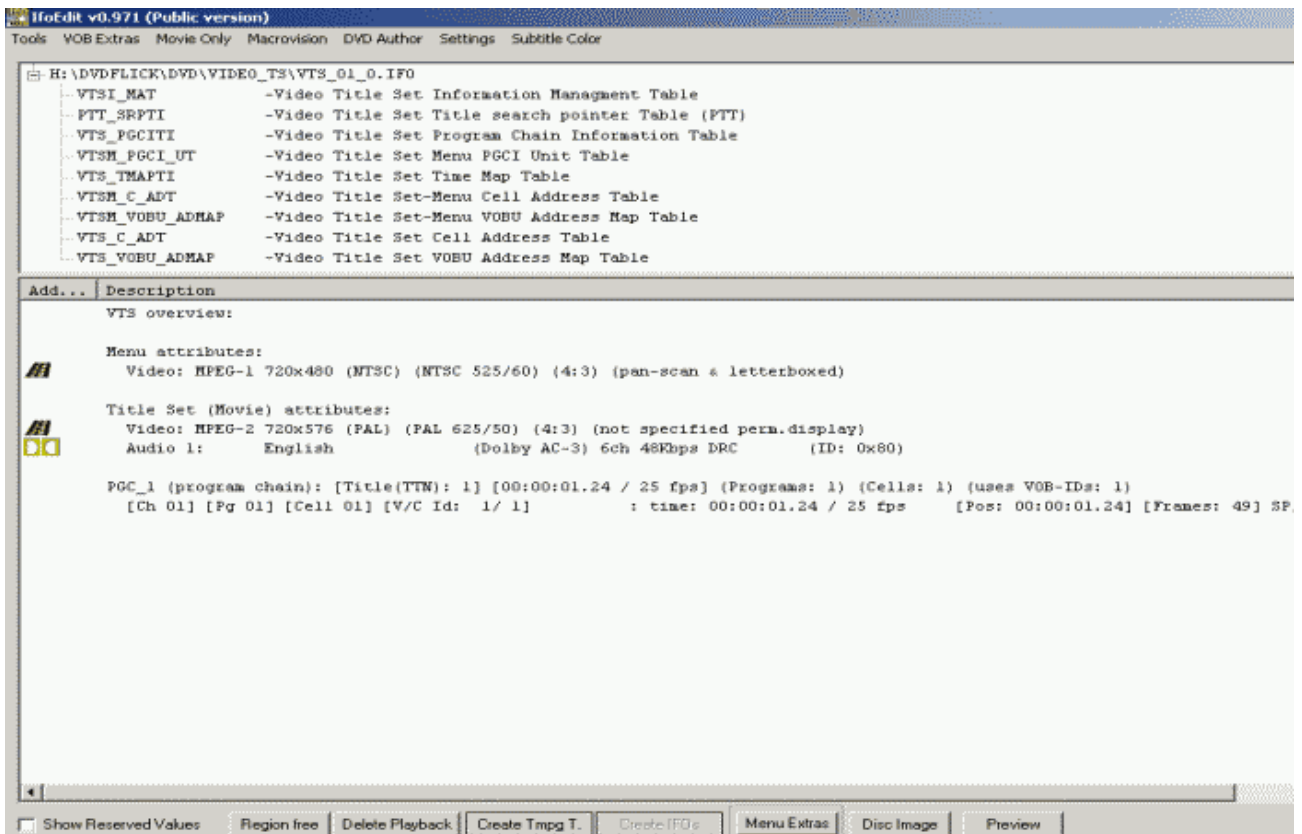 IfoEdit v0.971 (Public version)
Tools VOB Extras Movie Only Macrovision DVD Author Settings Subtitle Color
H:\DVDFLICK\DVD\VIDEO_TS\VTS_01_0.IFO
VTSI_MAT -Video Title Set Information Managment Table
PTT_SRPTI -Video Title Set Title search pointer Table (PTT)
VTS_PGCITI -Video Title Set Program Chain Information Table
VTSM_PGCI_UT -Video Title Set Menu PGCI Unit Table
VTS_TMAPTI -Video Title Set Time Map Table
VTSM_C_ADT -Video Title Set-Menu Cell Address Table
VTSM_VOBU_ADMAP -Video Title Set-Menu VOBU Address Map Table
VTS_C_ADT -Video Title Set Cell Address Table
VTS_VOBU_ADMAP -Video Title Set VOBU Address Map Table
Add... Description
VTS overview:
Menu attributes:
Video: MPEG-1 720x480 (NTSC) (NTSC 525/60) (4:3) (pan-scan & letterboxed)
Title Set (Movie) attributes:
Video: MPEG-2 720x576 (PAL) (PAL 625/50) (4:3) (not specified perm.display)
Audio 1: English (Dolby AC-3) 6ch 48Kbps DRC (ID: 0x80)
PGC_1 (program chain): [Title(TTN): 1] [00:00:01.24 / 25 fps] (Programs: 1) (Cells: 1) (uses VOB-IDs: 1)
[Ch 01] [Pg 01] [Cell 01] [V/C Id: 1/ 1] : time: 00:00:01.24 / 25 fps [Pos: 00:00:01.24] [Frames: 49] SP
Show Reserved Values Region free Delete Playback Create Tmpg T. Create IFOs Menu Extras Disc Image Preview